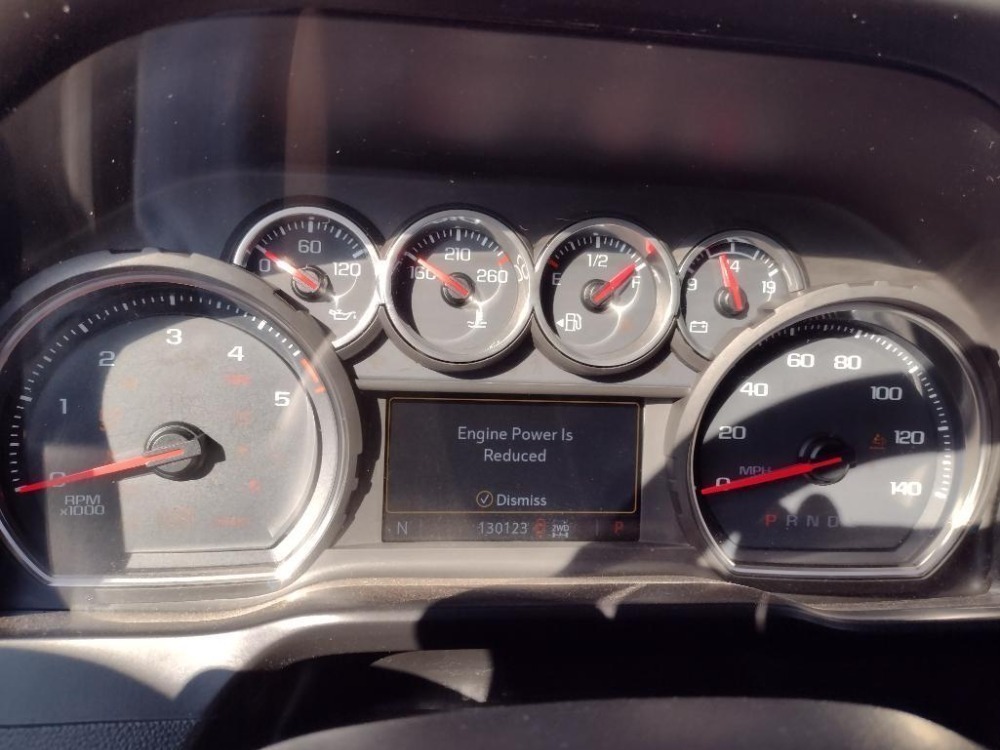 0 60 120
160 210 260
E 1/2 F
9 14 19
0 1 2 3 4 5
RPM
x1000
Engine Power Is
Reduced
Dismiss
N 130123 2WD P
0 20 40 60 80 100 120 140
MPH
P R N D